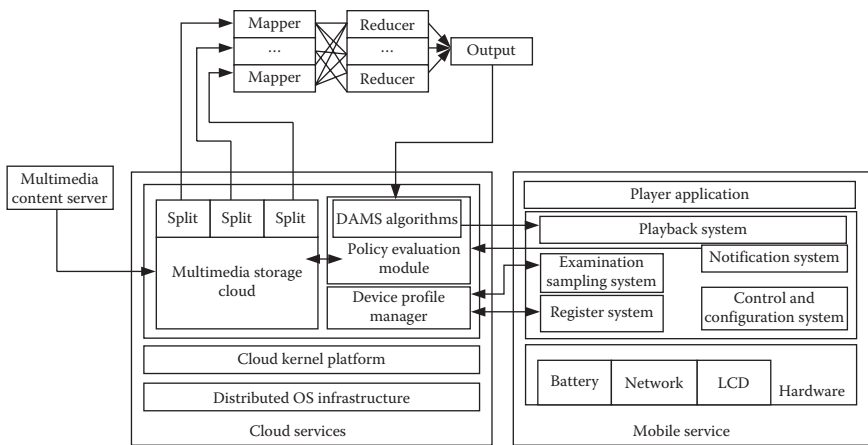 Mapper
Reducer
...
...
Output
Mapper
Reducer
Multimedia
content server
Split
Split
Split
DAMS algorithms
Policy evaluation
module
Multimedia storage
cloud
Device profile
manager
Cloud kernel platform
Distributed OS infrastructure
Cloud services
Player application
Playback system
Notification system
Examination
sampling system
Register system
Control and
configuration system
Battery
Network
LCD
Hardware
Mobile service